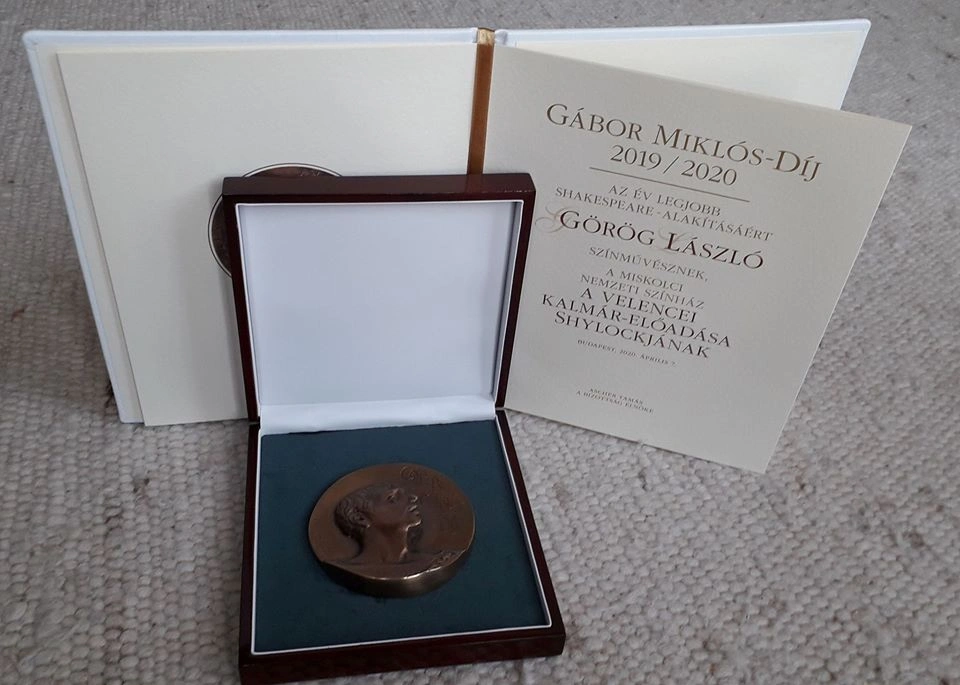 GÁBOR MIKLÓS-DÍJ
2019/2020
AZ ÉV LEGJOBB
SHAKESPEARE-ALAKÍTÁSÁÉRT
GÖRÖG LÁSZLÓ
SZÍNMŰVÉSZNEK,
A MISKOLCI
NEMZETI SZÍNHÁZ
A VELENCEI
KALMÁR-ELŐADÁSA
SHYLOCKJÁNAK
BUDAPEST, 2020. ÁPRILIS 7.
ASCHER TAMÁS
A BIZOTTSÁG ELNÖKE